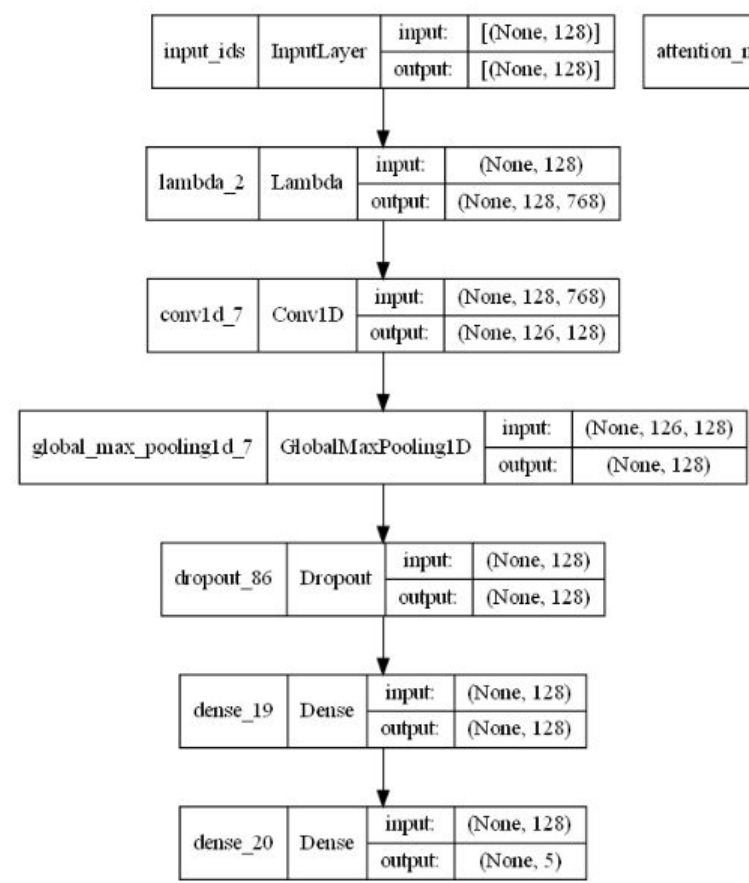 input_ids InputLayer input: [(None, 128)] attention_
output: [(None, 128)]
lambda_2 Lambda input: (None, 128)
output: (None, 128, 768)
conv1d_7 Conv1D input: (None, 128, 768)
output: (None, 126, 128)
global_max_pooling1d_7 GlobalMaxPooling1D input: (None, 126, 128)
output: (None, 128)
dropout_86 Dropout input: (None, 128)
output: (None, 128)
dense_19 Dense input: (None, 128)
output: (None, 128)
dense_20 Dense input: (None, 128)
output: (None, 5)